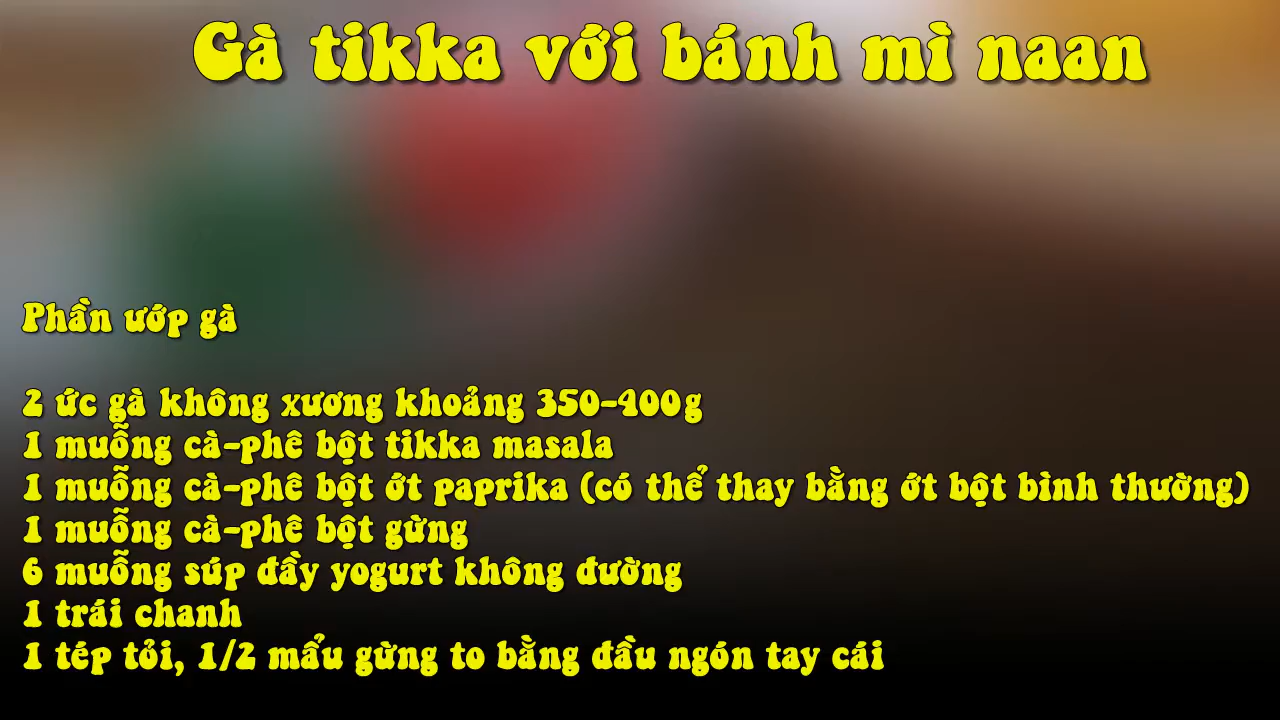 Gà tikka với bánh mì naan
Phần ướp gà
2 ức gà không xương khoảng 350-400g
1 muỗng cà-phê bột tikka masala
1 muỗng cà-phê bột ớt paprika (có thể thay bằng ớt bột bình thường)
1 muỗng cà-phê bột gừng
6 muỗng súp đầy yogurt không đường
1 trái chanh
1 tép tỏi, 1/2 mẩu gừng to bằng đầu ngón tay cái